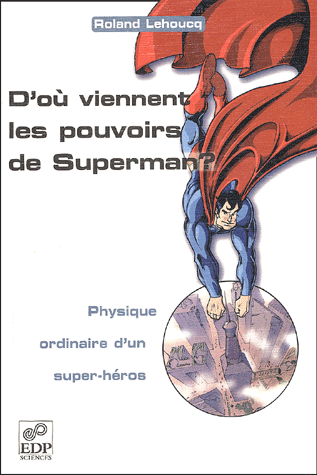 Roland Lehoucq
D'où viennent
les pouvoirs
de Superman?
Physique
ordinaire d'un
super-héros
EDP
SCIENCES